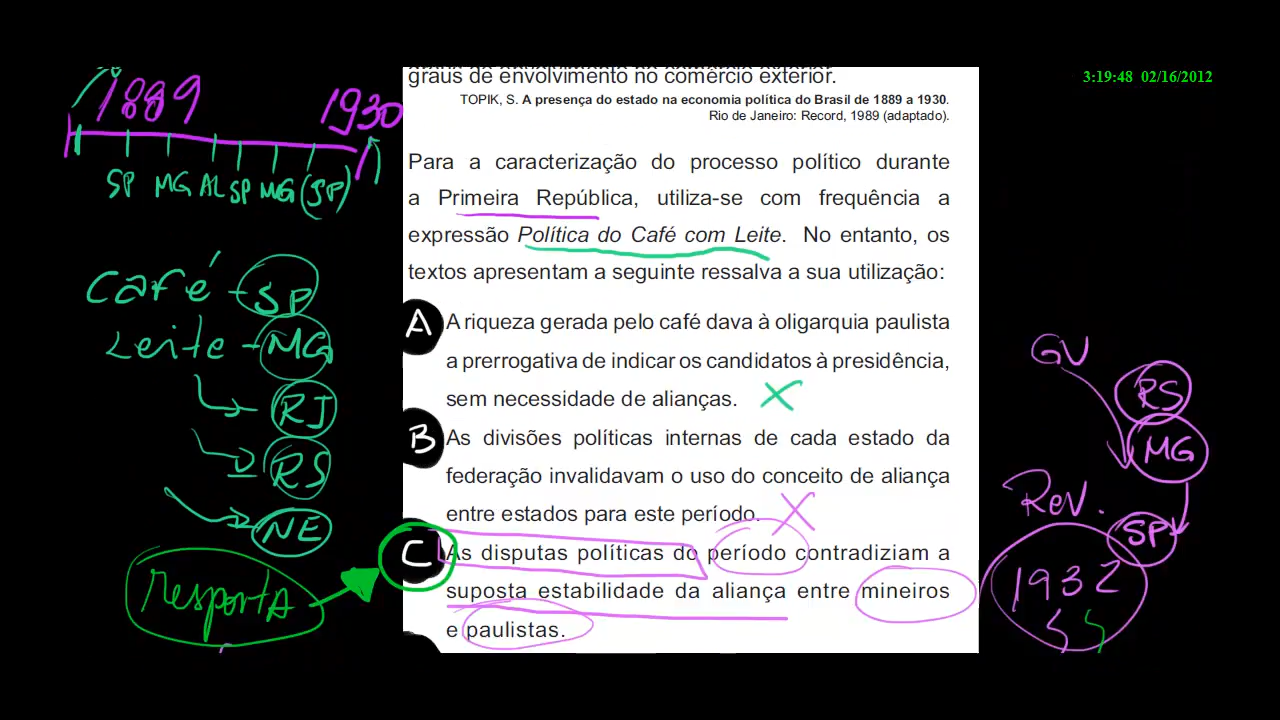 graus de envolvimento no comércio exterior.
TOPIK, S. A presença do estado na economia política do Brasil de 1889 a 1930.
Rio de Janeiro: Record, 1989 (adaptado).
3:19:48 02/16/2012
1889 1930
SP MG AL SP MG (SP)
Para a caracterização do processo político durante
a Primeira República, utiliza-se com frequência a
expressão Política do Café com Leite. No entanto, os
textos apresentam a seguinte ressalva a sua utilização:
Café - SP
Leite - MG
RJ
RS
NE
A A riqueza gerada pelo café dava à oligarquia paulista
a prerrogativa de indicar os candidatos à presidência,
sem necessidade de alianças.
B As divisões políticas internas de cada estado da
federação invalidavam o uso do conceito de aliança
entre estados para este período.
C As disputas políticas do período contradiziam a
suposta estabilidade da aliança entre mineiros
e paulistas.
RespostA
GV
RS
MG
Rev.
SP
1932